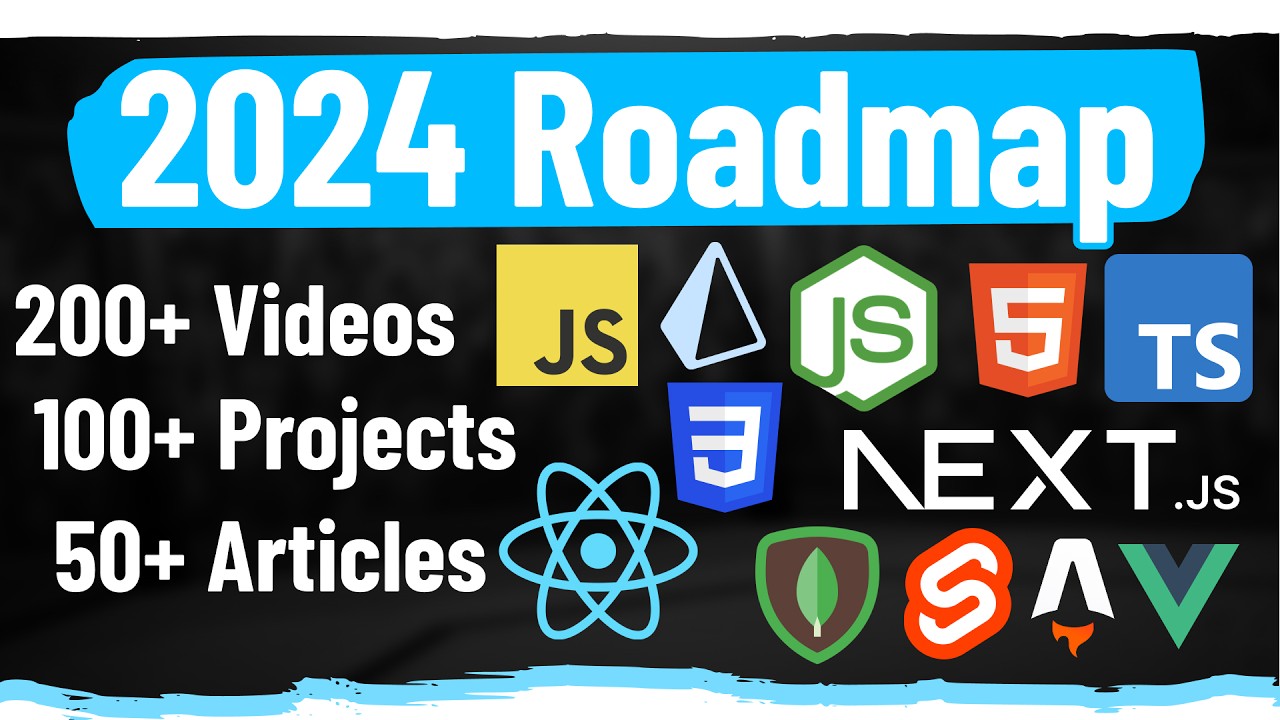 2024 Roadmap
200+ Videos
100+ Projects
50+ Articles
JS
JS
5
TS
3
NEXT.JS